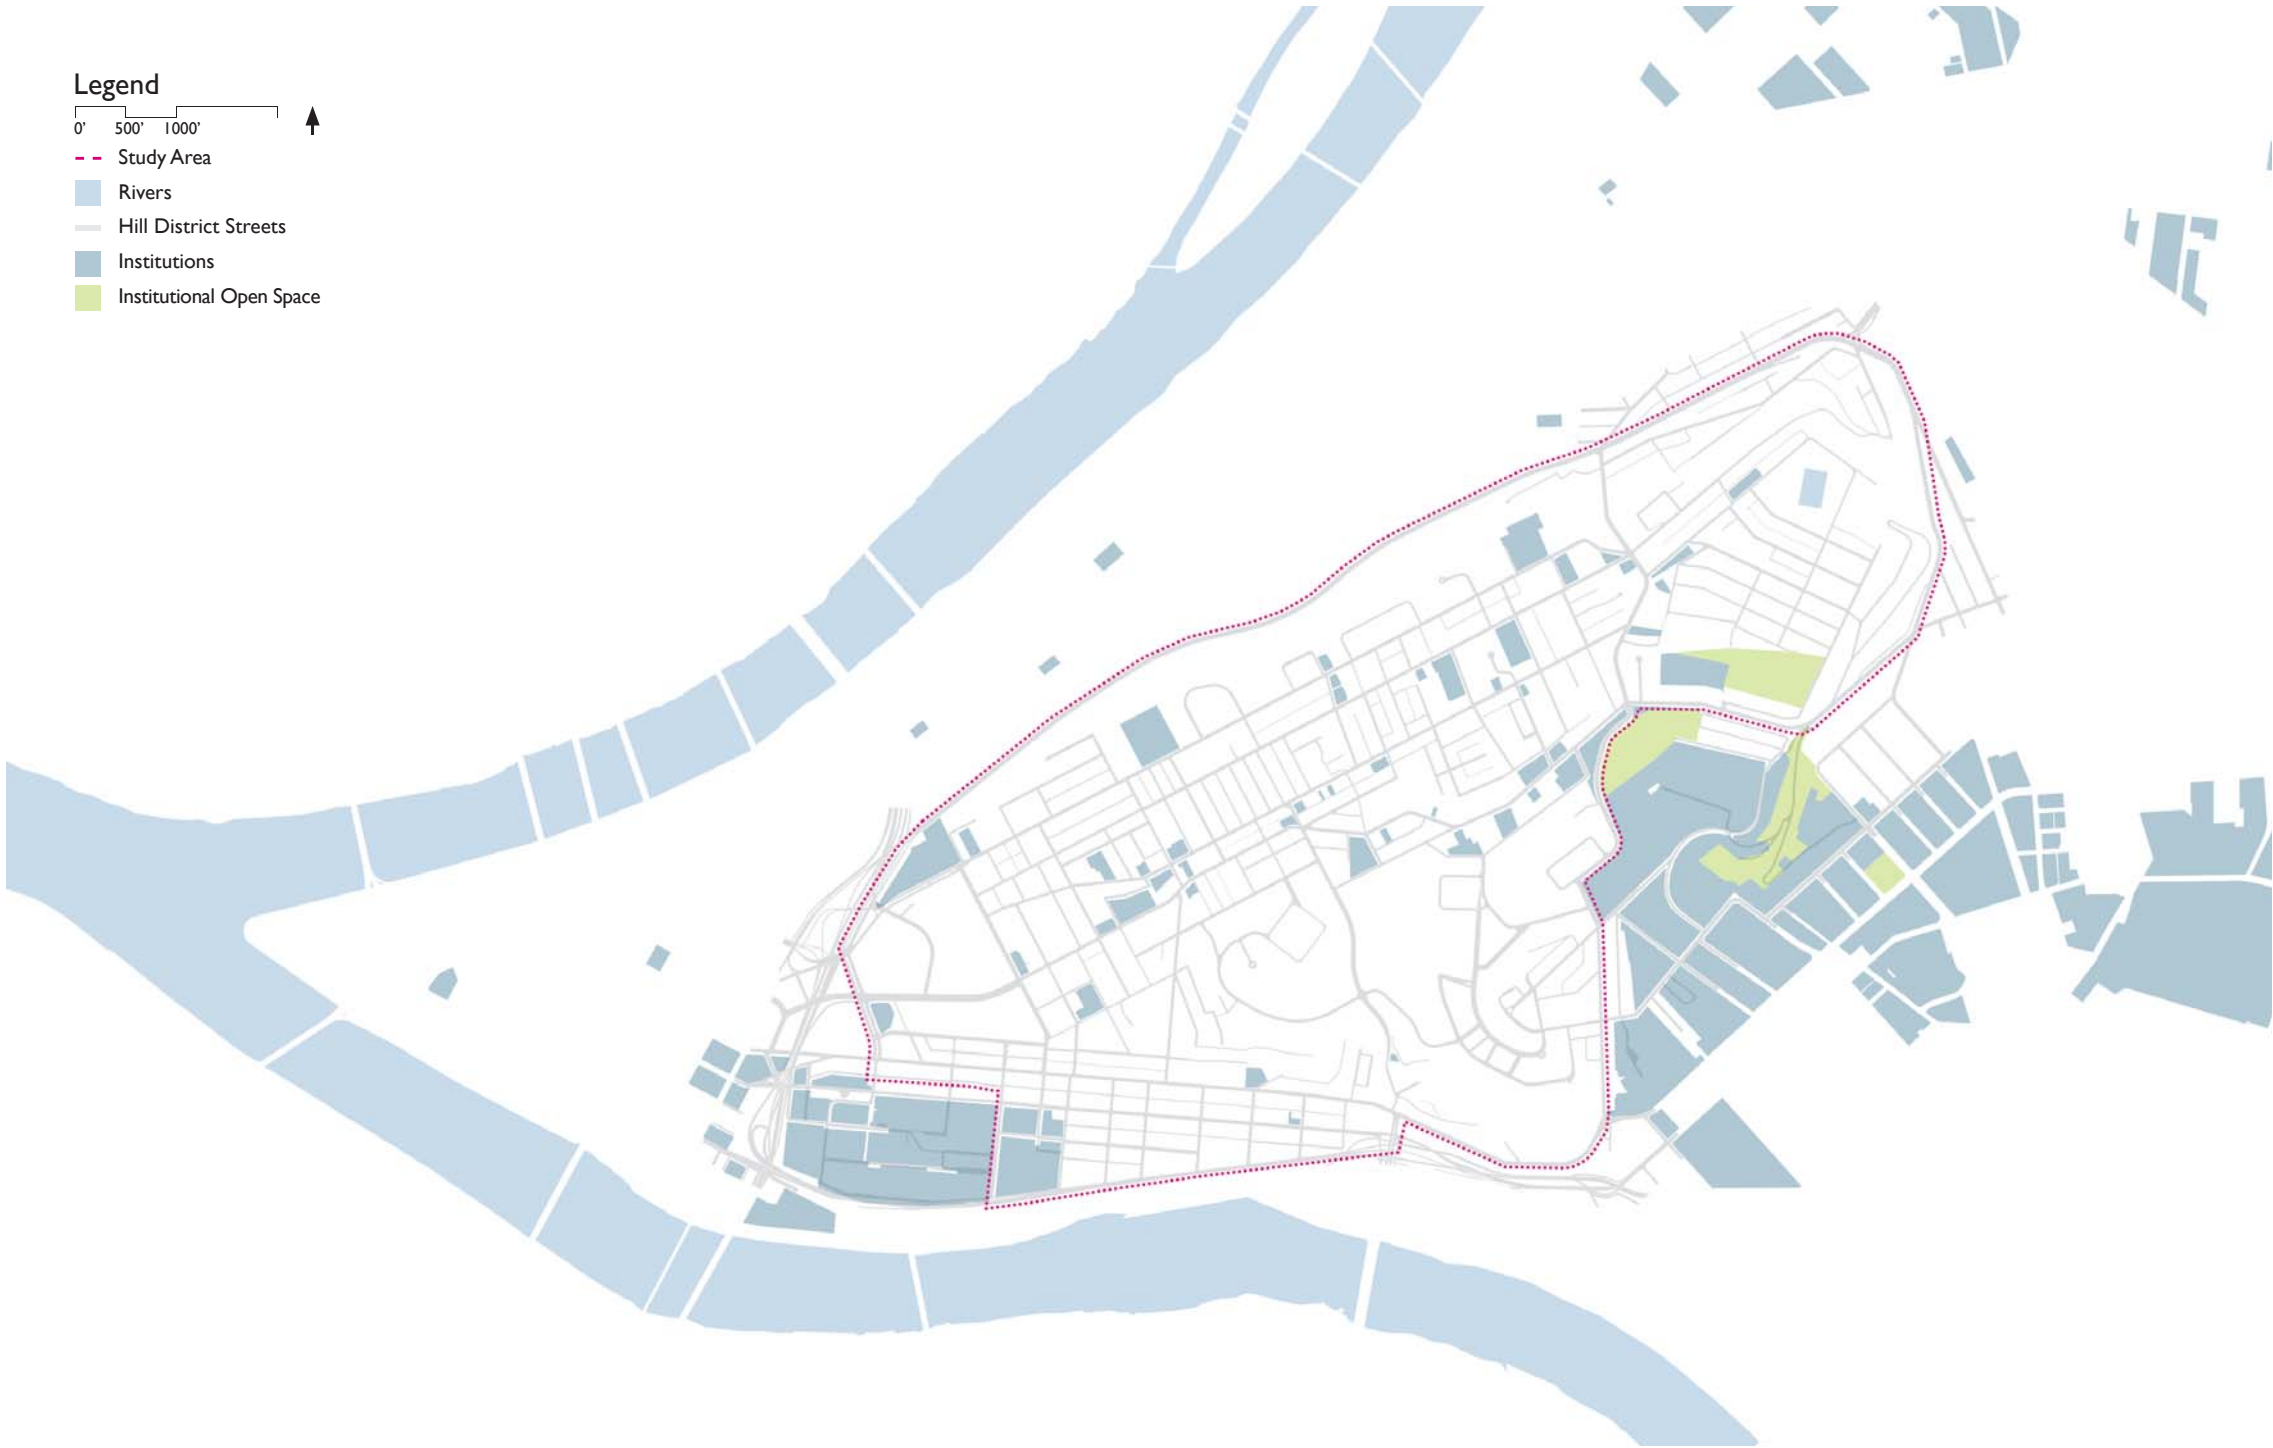 Legend
0' 500' 1000'
Study Area
Rivers
Hill District Streets
Institutions
Institutional Open Space